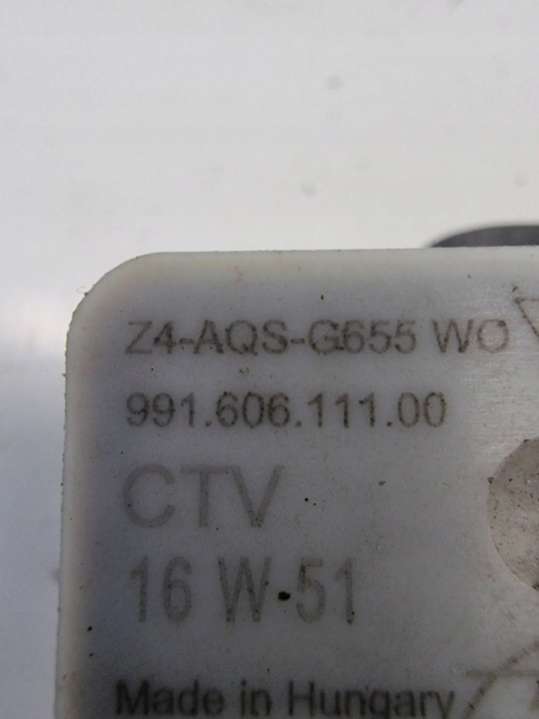 Z4-AQS-G655 WO
991.606.111.00
CTV
16 W 51
Made in Hungary